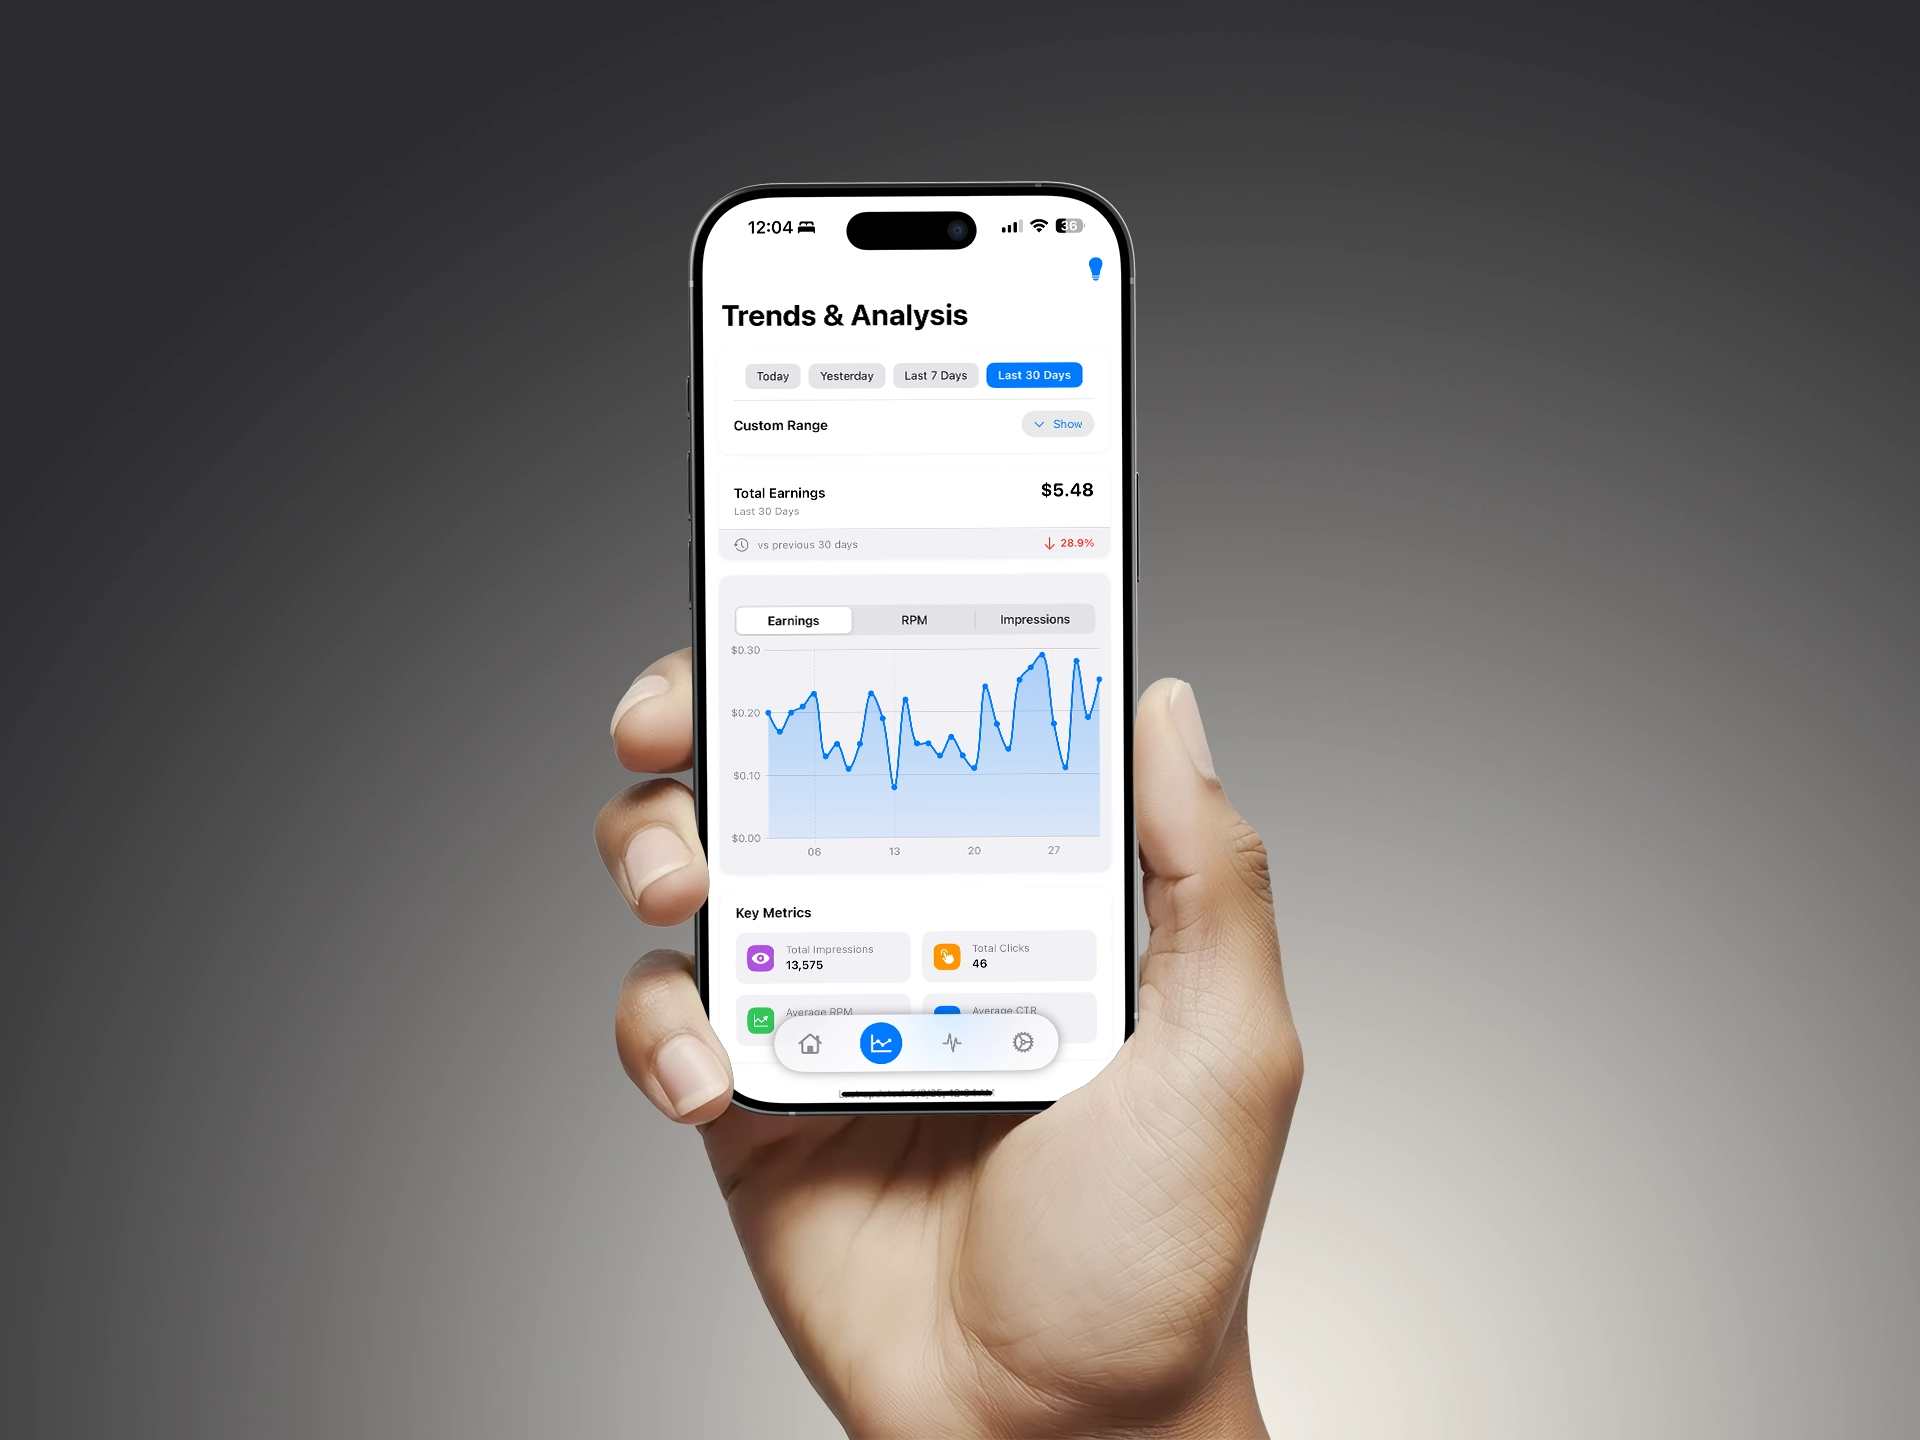 12:04 36
Trends & Analysis
Today Yesterday Last 7 Days Last 30 Days
Custom Range Show
Total Earnings $5.48
Last 30 Days
vs previous 30 days 28.9%
Earnings RPM Impressions
$0.30
$0.20
$0.10
$0.00
06 13 20 27
Key Metrics
Total Impressions Total Clicks
13,575 46
Average RPM Average CTR